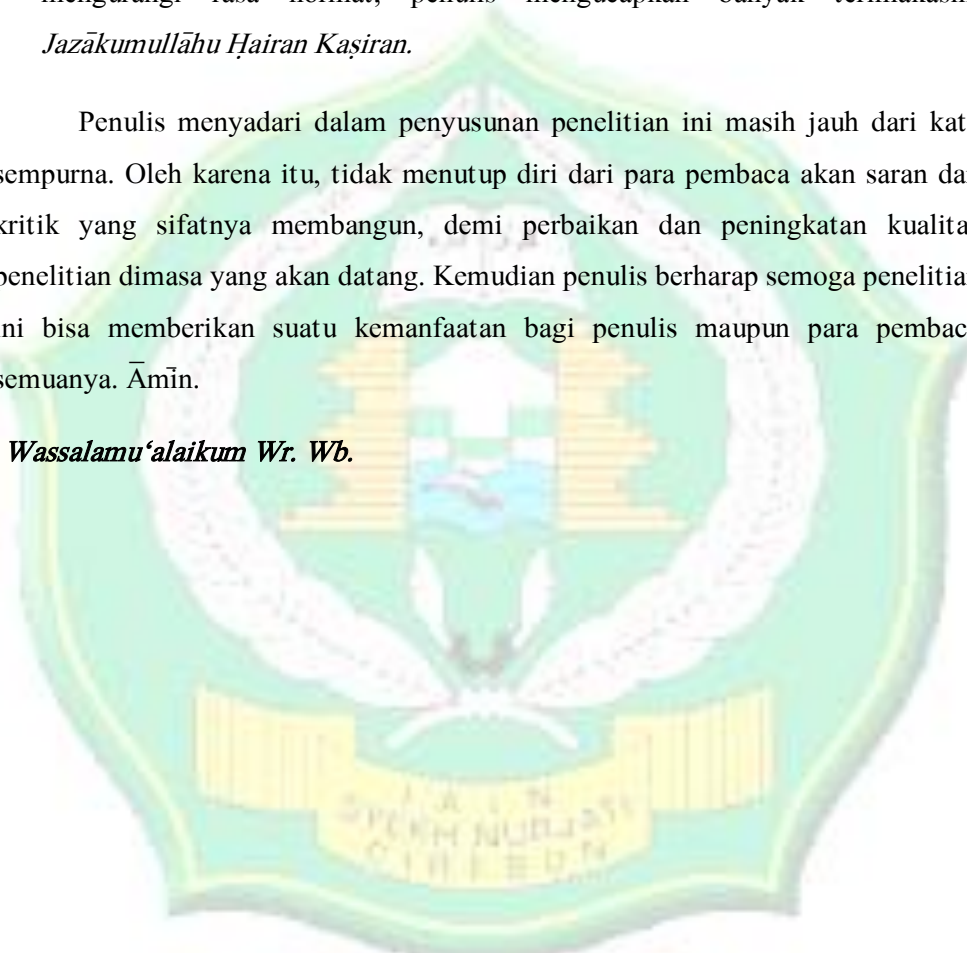 mengurangi rasa hormat, penulis mengucapkan banyak
Jazākumullāhu Ḥairan Kaṣiran.
Penulis menyadari dalam penyusunan penelitian ini masih jauh dari kat
sempurna. Oleh karena itu, tidak menutup diri dari para pembaca akan saran da
kritik yang sifatnya membangun, demi perbaikan dan peningkatan kualita
penelitian dimasa yang akan datang. Kemudian penulis berharap semoga penelitia
ini bisa memberikan suatu kemanfaatan bagi penulis maupun para pembac
semuanya. Āmīn.
Wassalamu‘alaikum Wr. Wb.
I A I N
SYEKH NURJATI
CIREBON